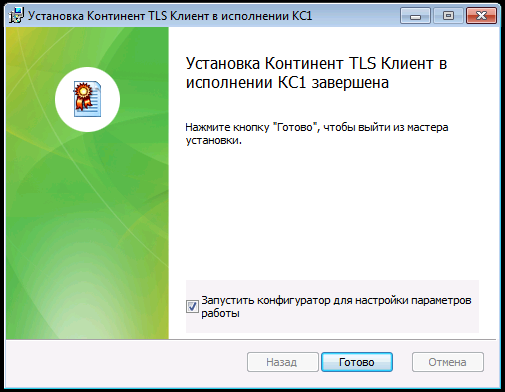 Установка Континент TLS Клиент в исполнении КС1
Установка Континент TLS Клиент в
исполнении КС1 завершена
Нажмите кнопку "Готово", чтобы выйти из мастера
установки.
Запустить конфигуратор для настройки параметров
работы
Назад
Готово
Отмена